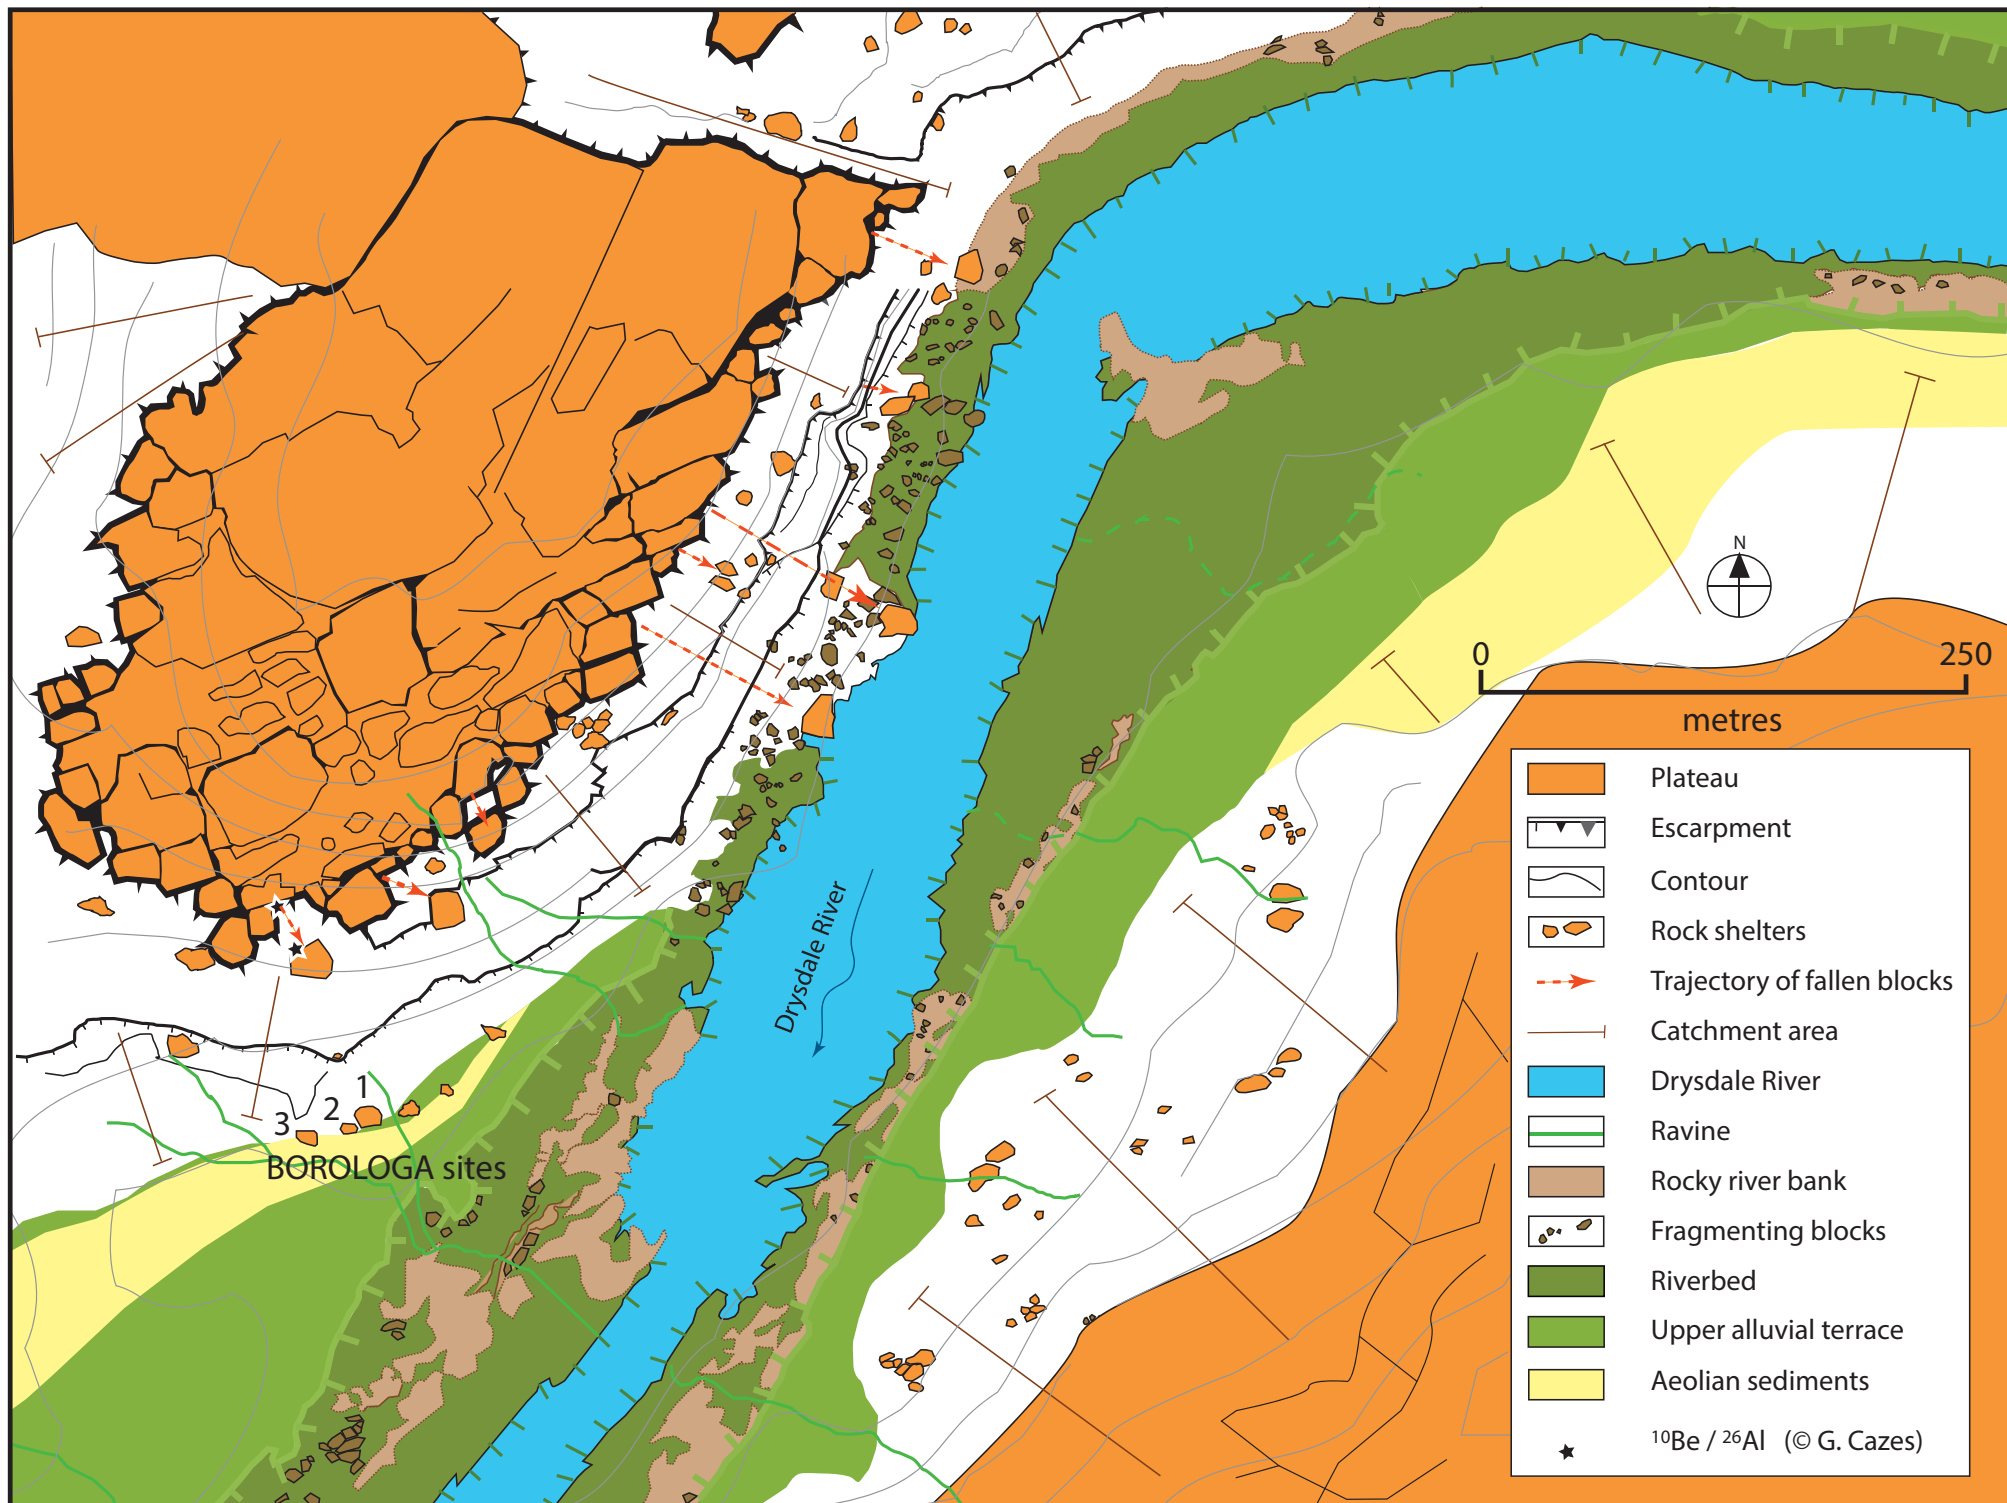 N
0 250
metres
Plateau
Escarpment
Contour
Rock shelters
Trajectory of fallen blocks
Catchment area
Drysdale River
Ravine
Rocky river bank
Fragmenting blocks
Riverbed
Upper alluvial terrace
Aeolian sediments
¹⁰Be / ²⁶Al (© G. Cazes)
Drysdale River
1
2
3
BOROLOGA sites